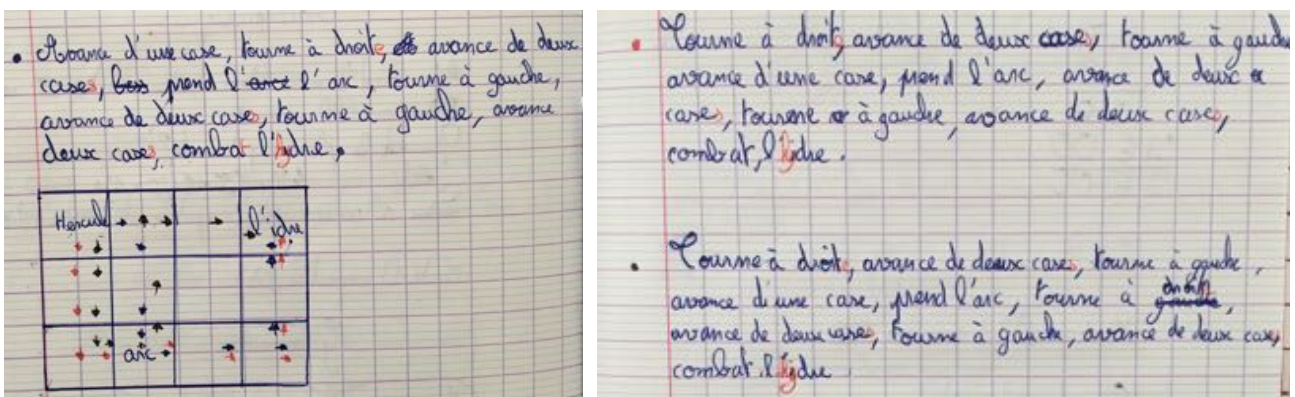 • Avance d'une case, tourne à droite, avance de deux
cases, prend l'arc, tourne à gauche,
avance de deux cases, tourne à gauche, avance
deux cases, combat l'hydre.
Hercule
l'idre
arc
• Tourne à droite, avance de deux cases, tourne à gauche
avance d'une case, prend l'arc, avance de deux
cases, tourne à gauche, avance de deux cases,
combat, l'hydre.
• Tourne à droite, avance de deux cases, tourne à gauche,
avance d'une case, prend l'arc, tourne à droite,
avance de deux cases, tourne à gauche, avance de deux cases,
combat l'hydre